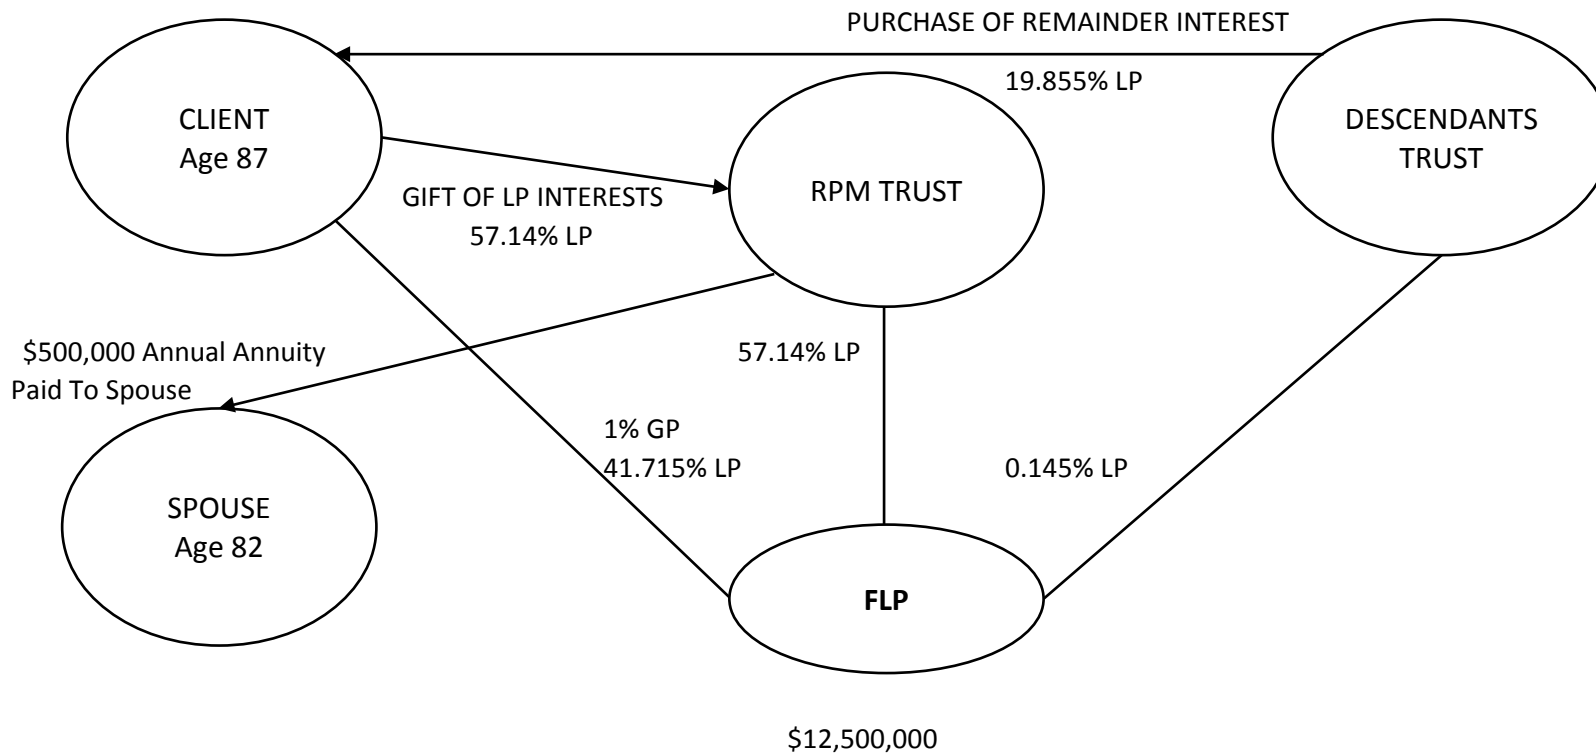 PURCHASE OF REMAINDER INTEREST
19.855% LP
CLIENT
Age 87
RPM TRUST
DESCENDANTS
TRUST
GIFT OF LP INTERESTS
57.14% LP
$500,000 Annual Annuity
Paid To Spouse
57.14% LP
1% GP
41.715% LP
0.145% LP
SPOUSE
Age 82
FLP
$12,500,000